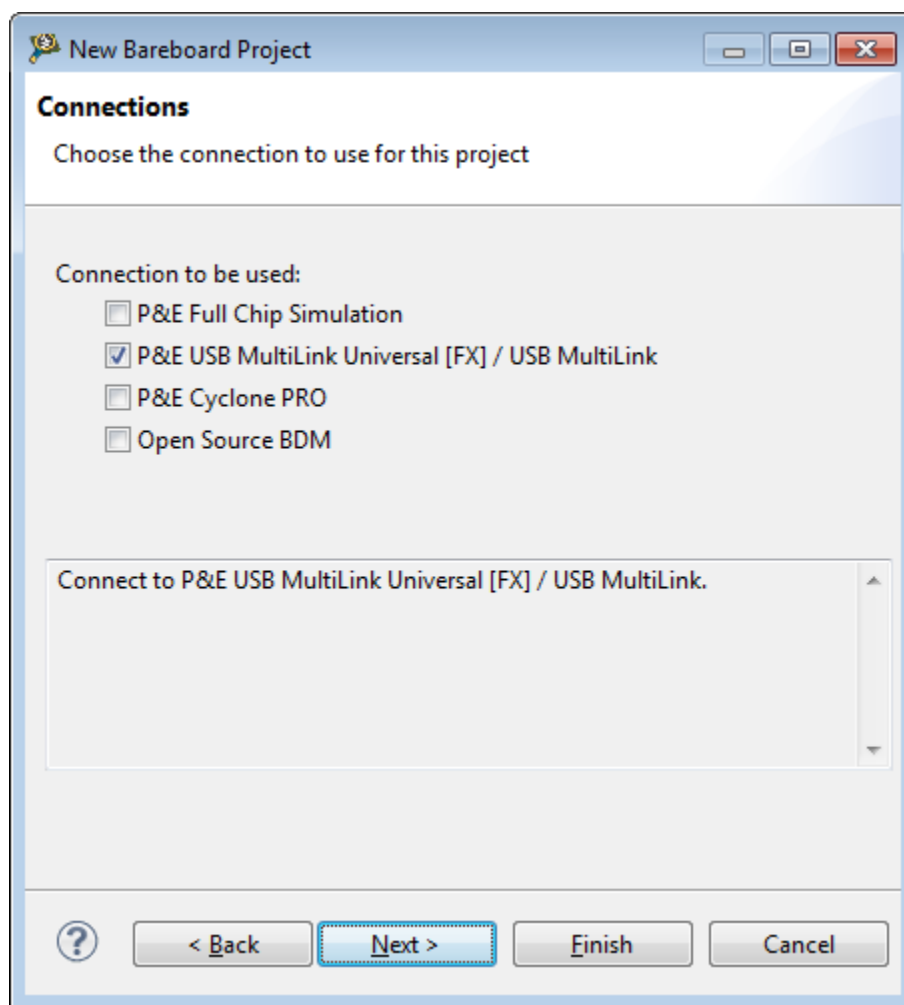 New Bareboard Project
Connections
Choose the connection to use for this project
Connection to be used:
P&E Full Chip Simulation
P&E USB MultiLink Universal [FX] / USB MultiLink
P&E Cyclone PRO
Open Source BDM
Connect to P&E USB MultiLink Universal [FX] / USB MultiLink.
? < Back Next > Finish Cancel